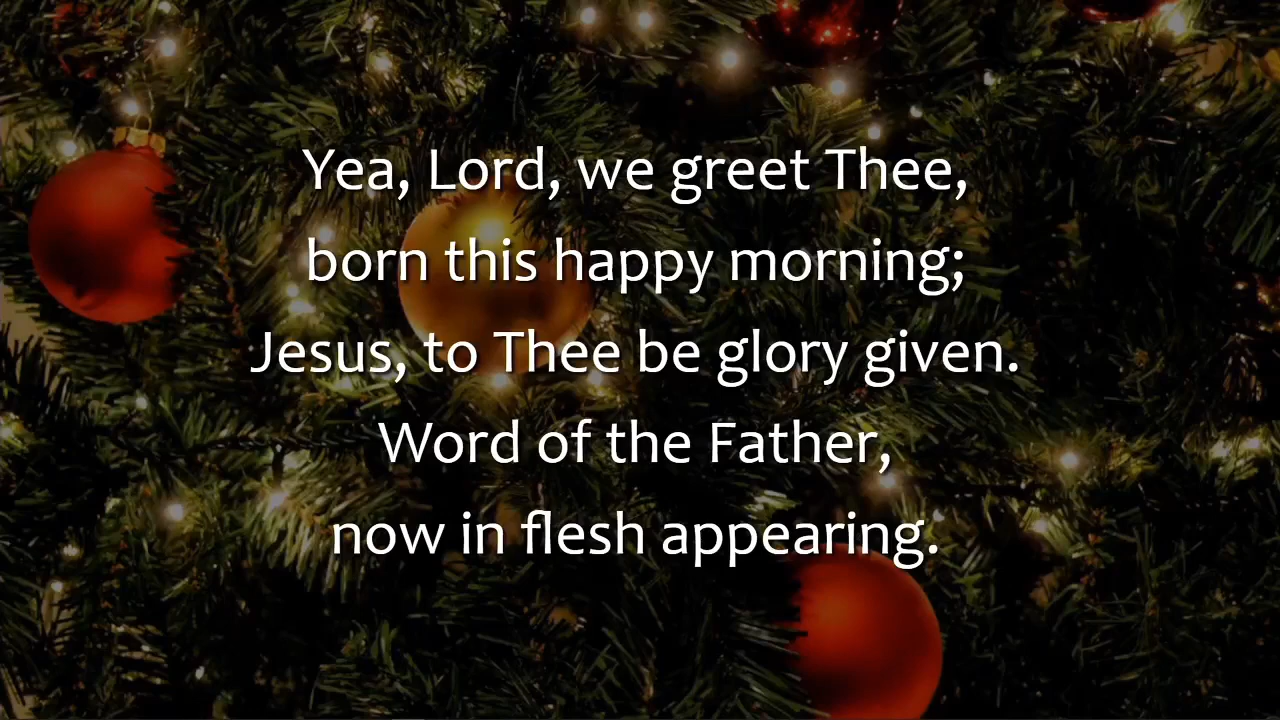 Yea, Lord, we greet Thee,
born this happy morning;
Jesus, to Thee be glory given.
Word of the Father,
now in flesh appearing.